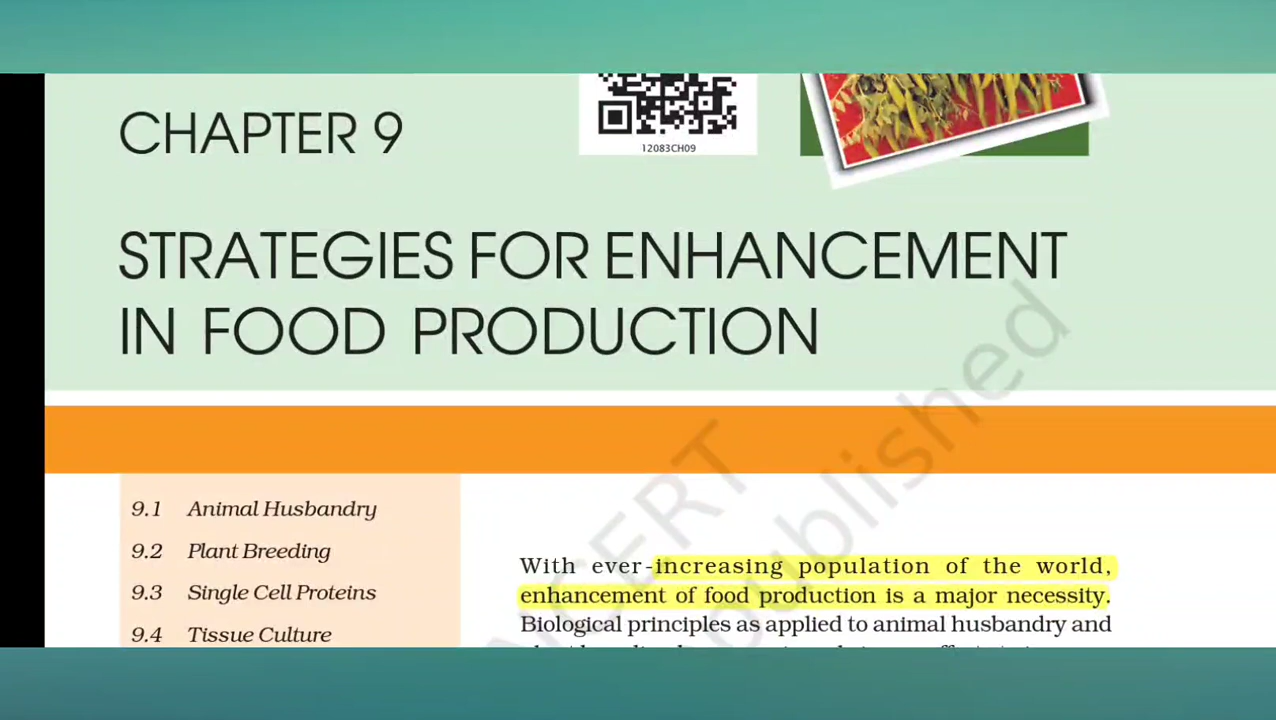 CHAPTER 9
12083CH09
STRATEGIES FOR ENHANCEMENT
IN FOOD PRODUCTION
9.1 Animal Husbandry
9.2 Plant Breeding
9.3 Single Cell Proteins
9.4 Tissue Culture
With ever-increasing population of the world,
enhancement of food production is a major necessity.
Biological principles as applied to animal husbandry and
NCERT
published